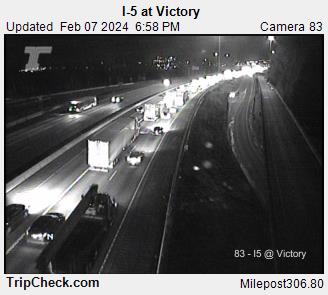 I-5 at Victory
Updated Feb 07 2024 6:58 PM Camera 83
83 - I5 @ Victory
TripCheck.com Milepost306.80